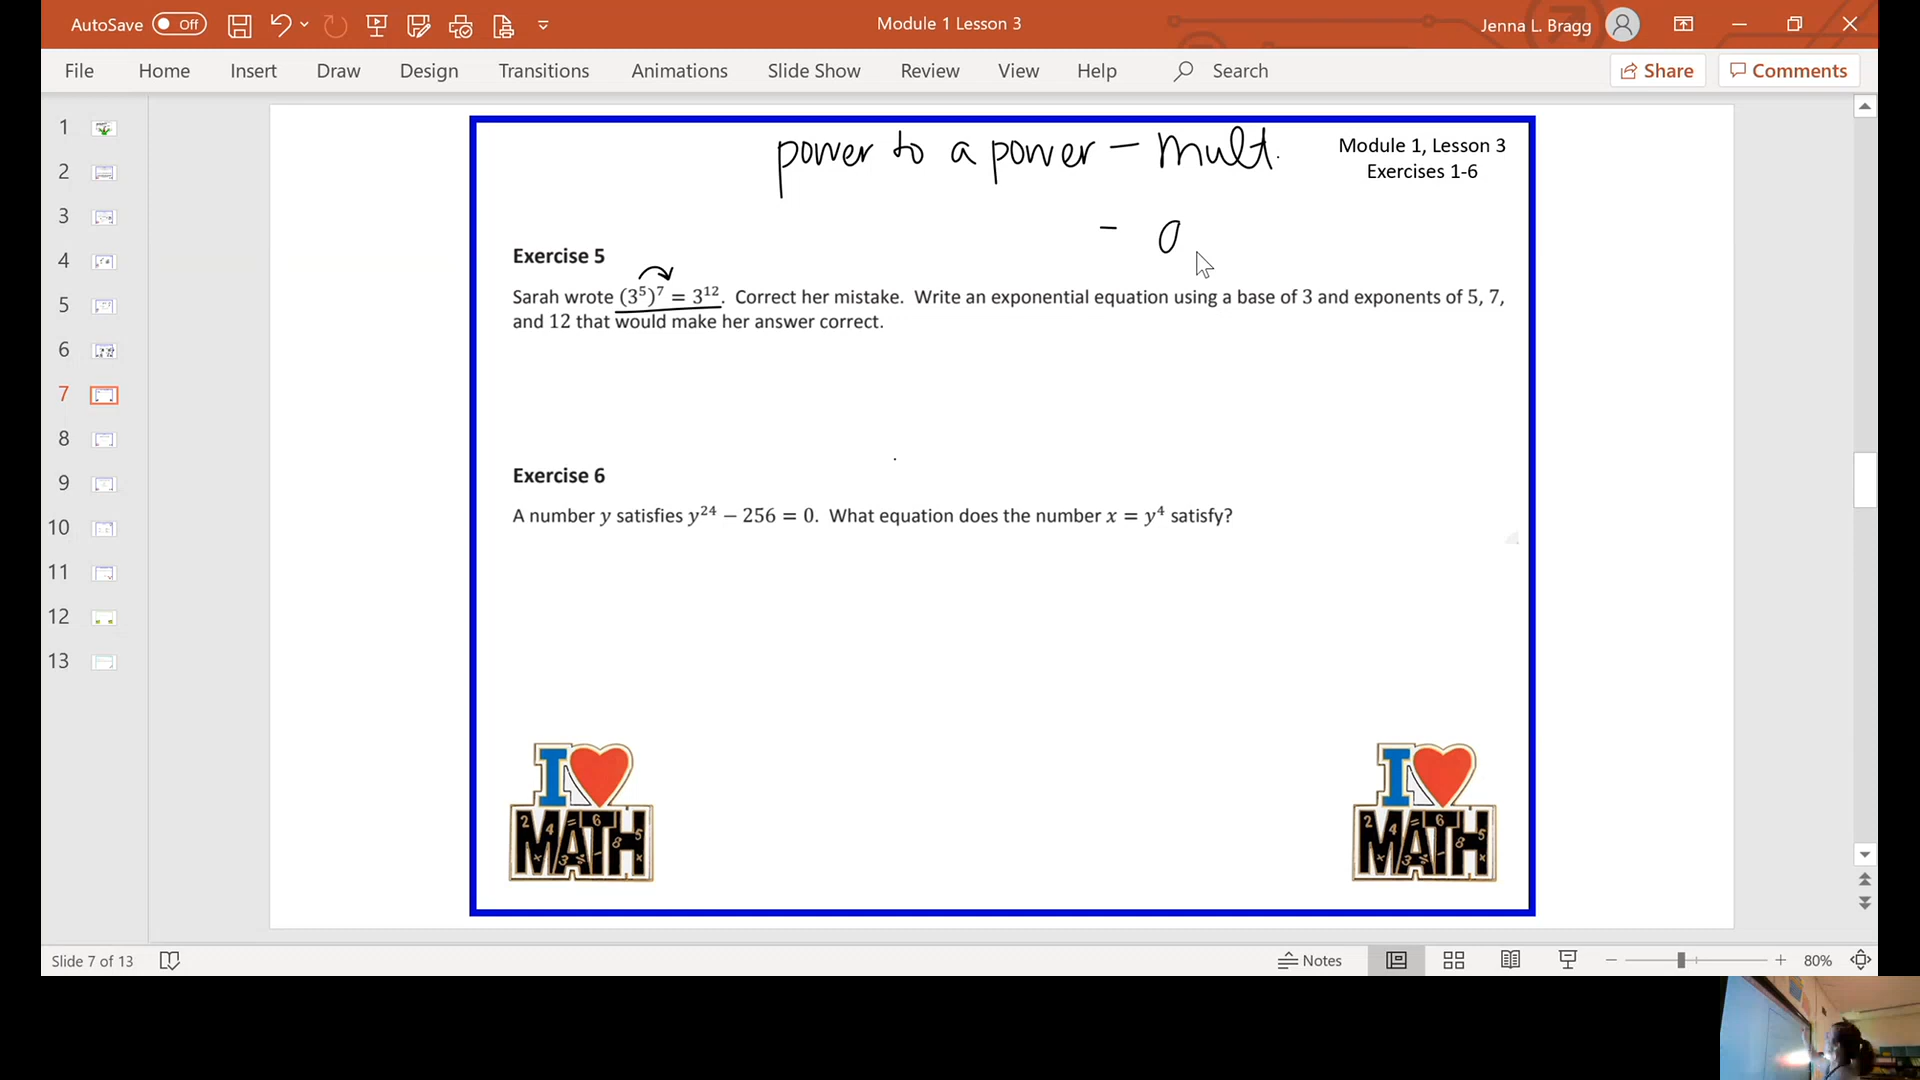 AutoSave Off
Module 1 Lesson 3
Jenna L. Bragg
File Home Insert Draw Design Transitions Animations Slide Show Review View Help Search
Share Comments
1
2
3
4
5
6
7
8
9
10
11
12
13
power to a power – mult.
Module 1, Lesson 3
Exercises 1-6
Exercise 5
Sarah wrote (3⁵)⁷ = 3¹². Correct her mistake. Write an exponential equation using a base of 3 and exponents of 5, 7,
and 12 that would make her answer correct.
Exercise 6
A number y satisfies y²⁴ − 256 = 0. What equation does the number x = y⁴ satisfy?
I
MATH
I
MATH
Slide 7 of 13
Notes
80%